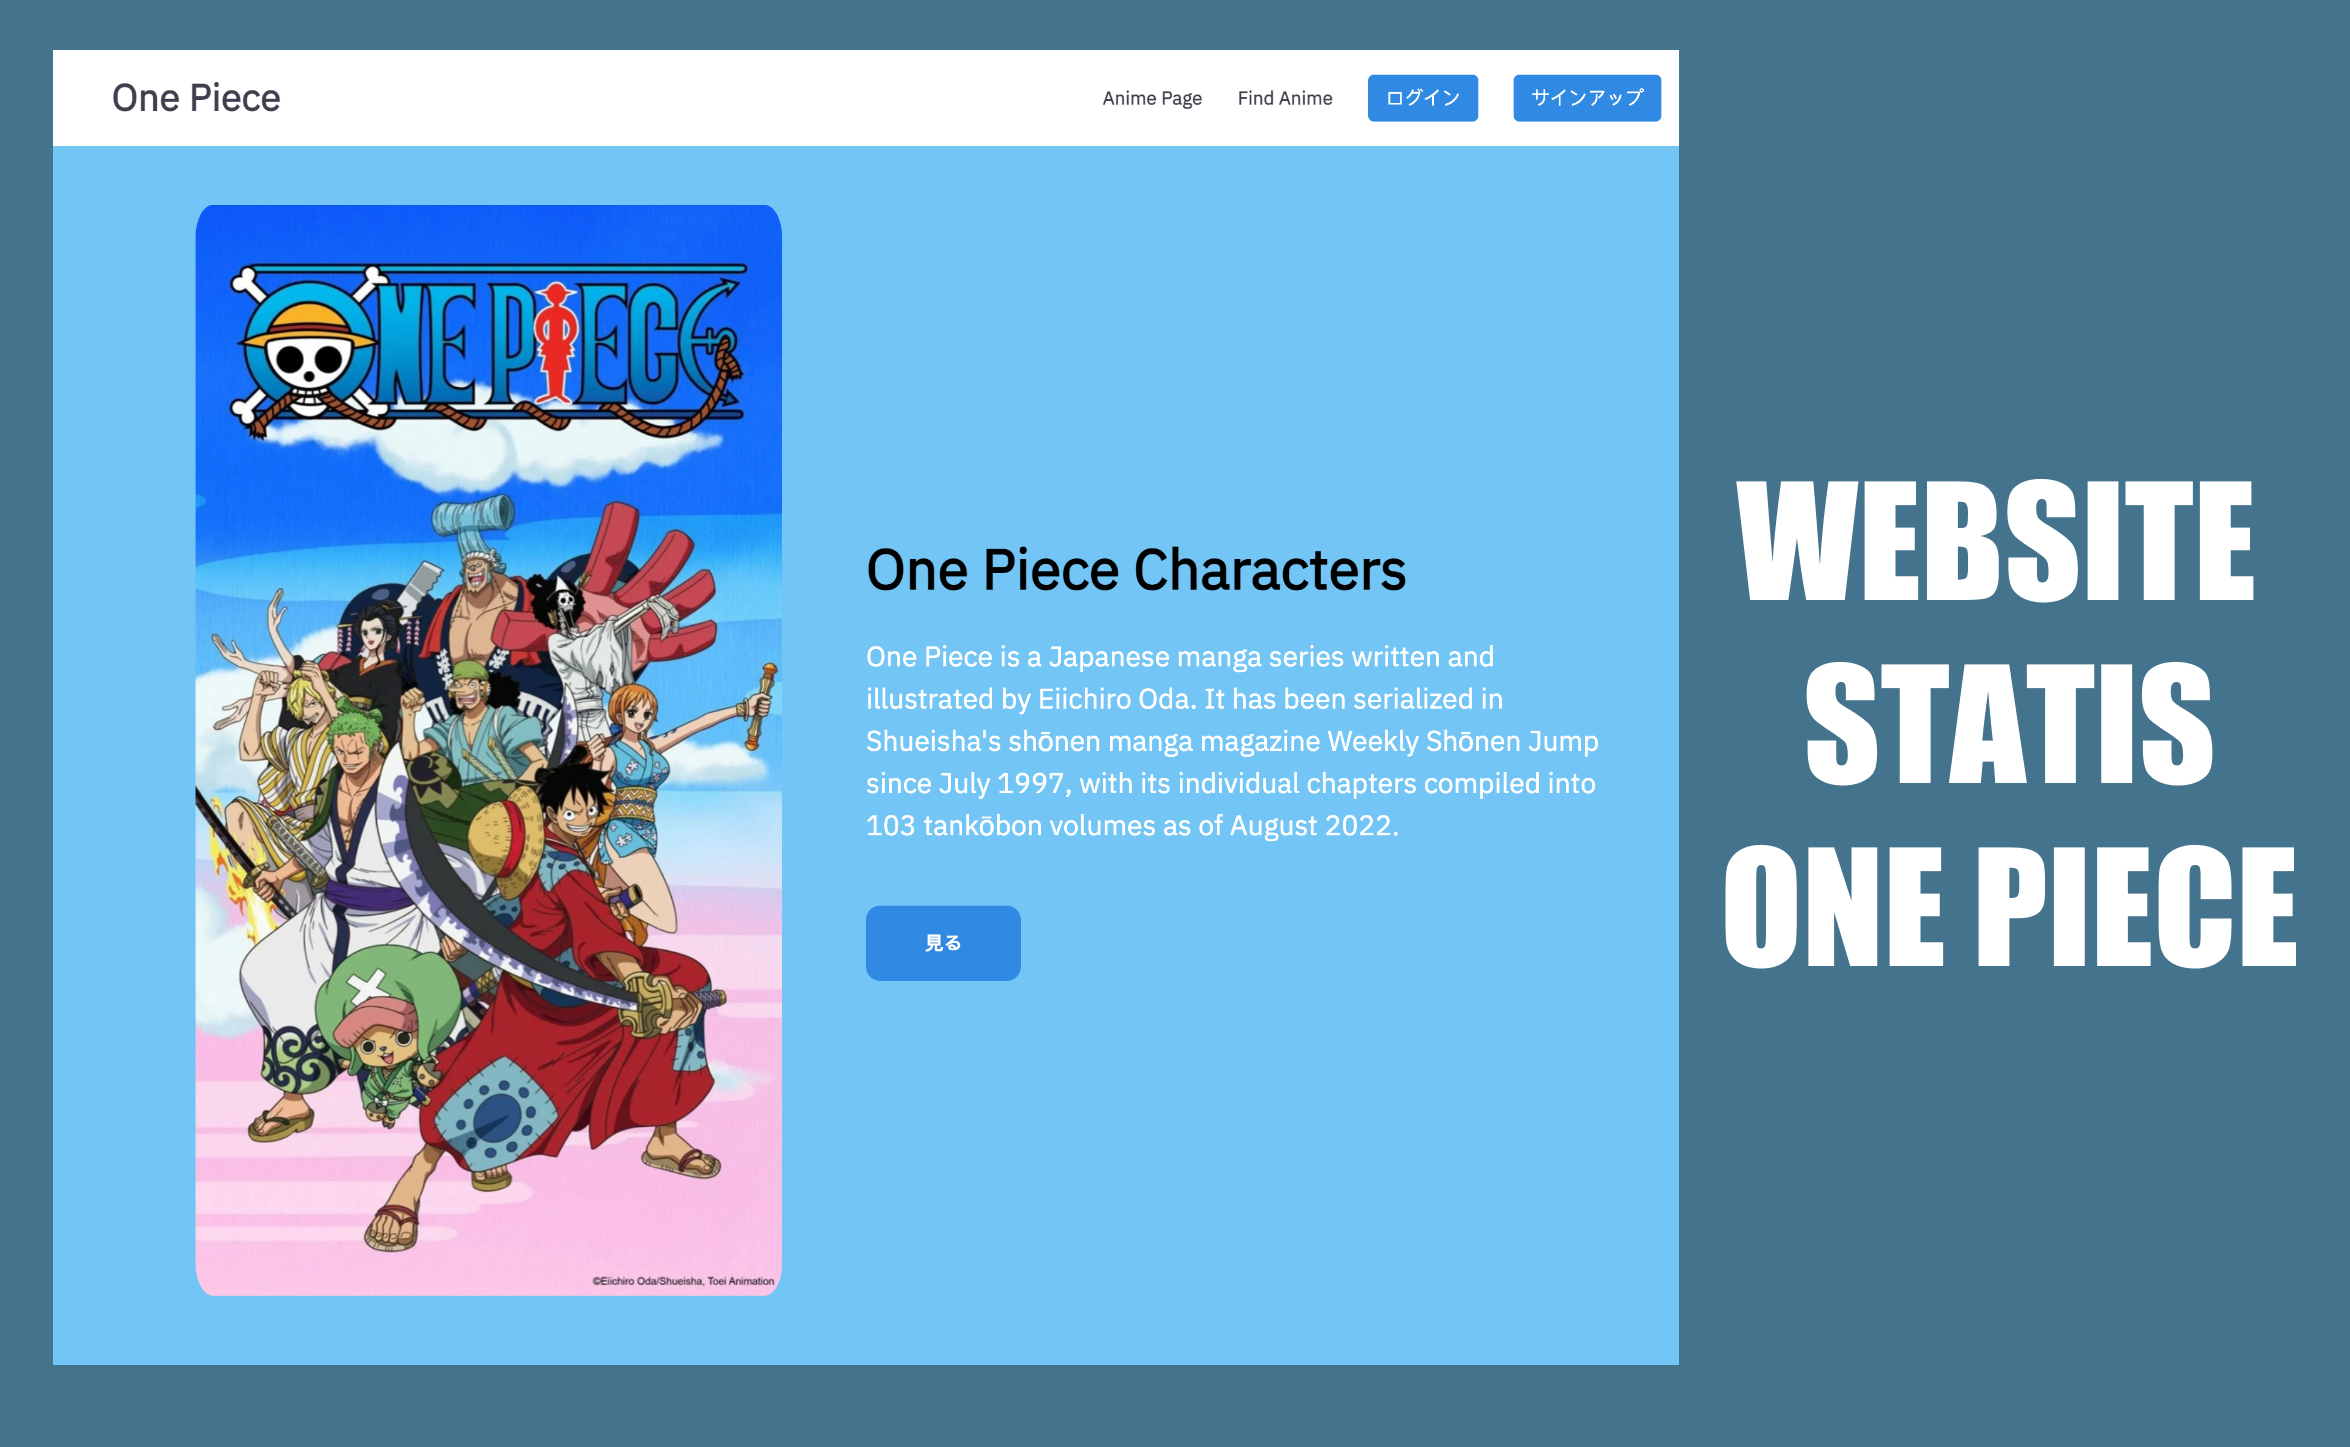 One Piece
Anime Page Find Anime ログイン サインアップ
ONE PIECE
One Piece Characters
One Piece is a Japanese manga series written and
illustrated by Eiichiro Oda. It has been serialized in
Shueisha's shōnen manga magazine Weekly Shōnen Jump
since July 1997, with its individual chapters compiled into
103 tankōbon volumes as of August 2022.
見る
©Eiichiro Oda/Shueisha, Toei Animation
WEBSITE
STATIS
ONE PIECE